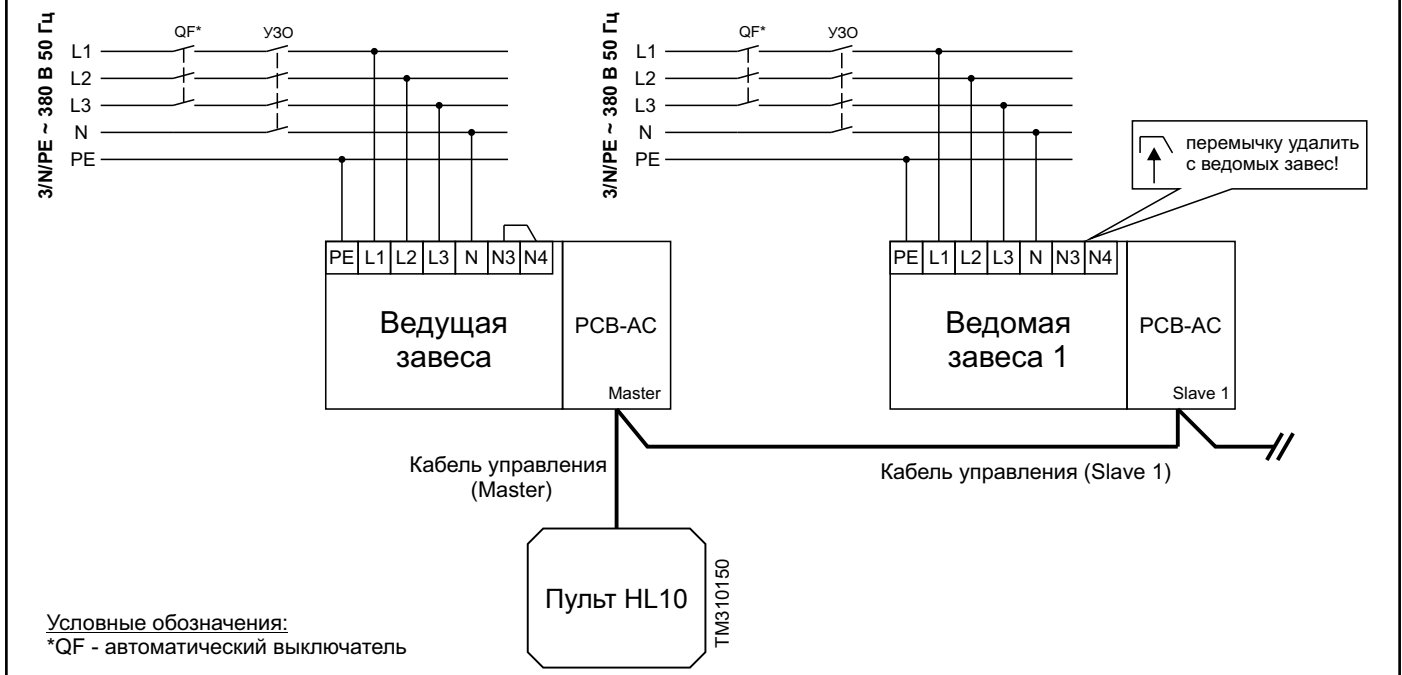 3/N/PE ~ 380 В 50 Гц
QF*
УЗО
L1
L2
L3
N
PE
3/N/PE ~ 380 В 50 Гц
QF*
УЗО
L1
L2
L3
N
PE
перемычку удалить
с ведомых завес!
PE L1 L2 L3 N N3 N4
Ведущая
завеса
PCB-AC
Master
PE L1 L2 L3 N N3 N4
Ведомая
завеса 1
PCB-AC
Slave 1
Кабель управления
(Master)
Кабель управления (Slave 1)
Пульт HL10
TM310150
Условные обозначения:
*QF - автоматический выключатель